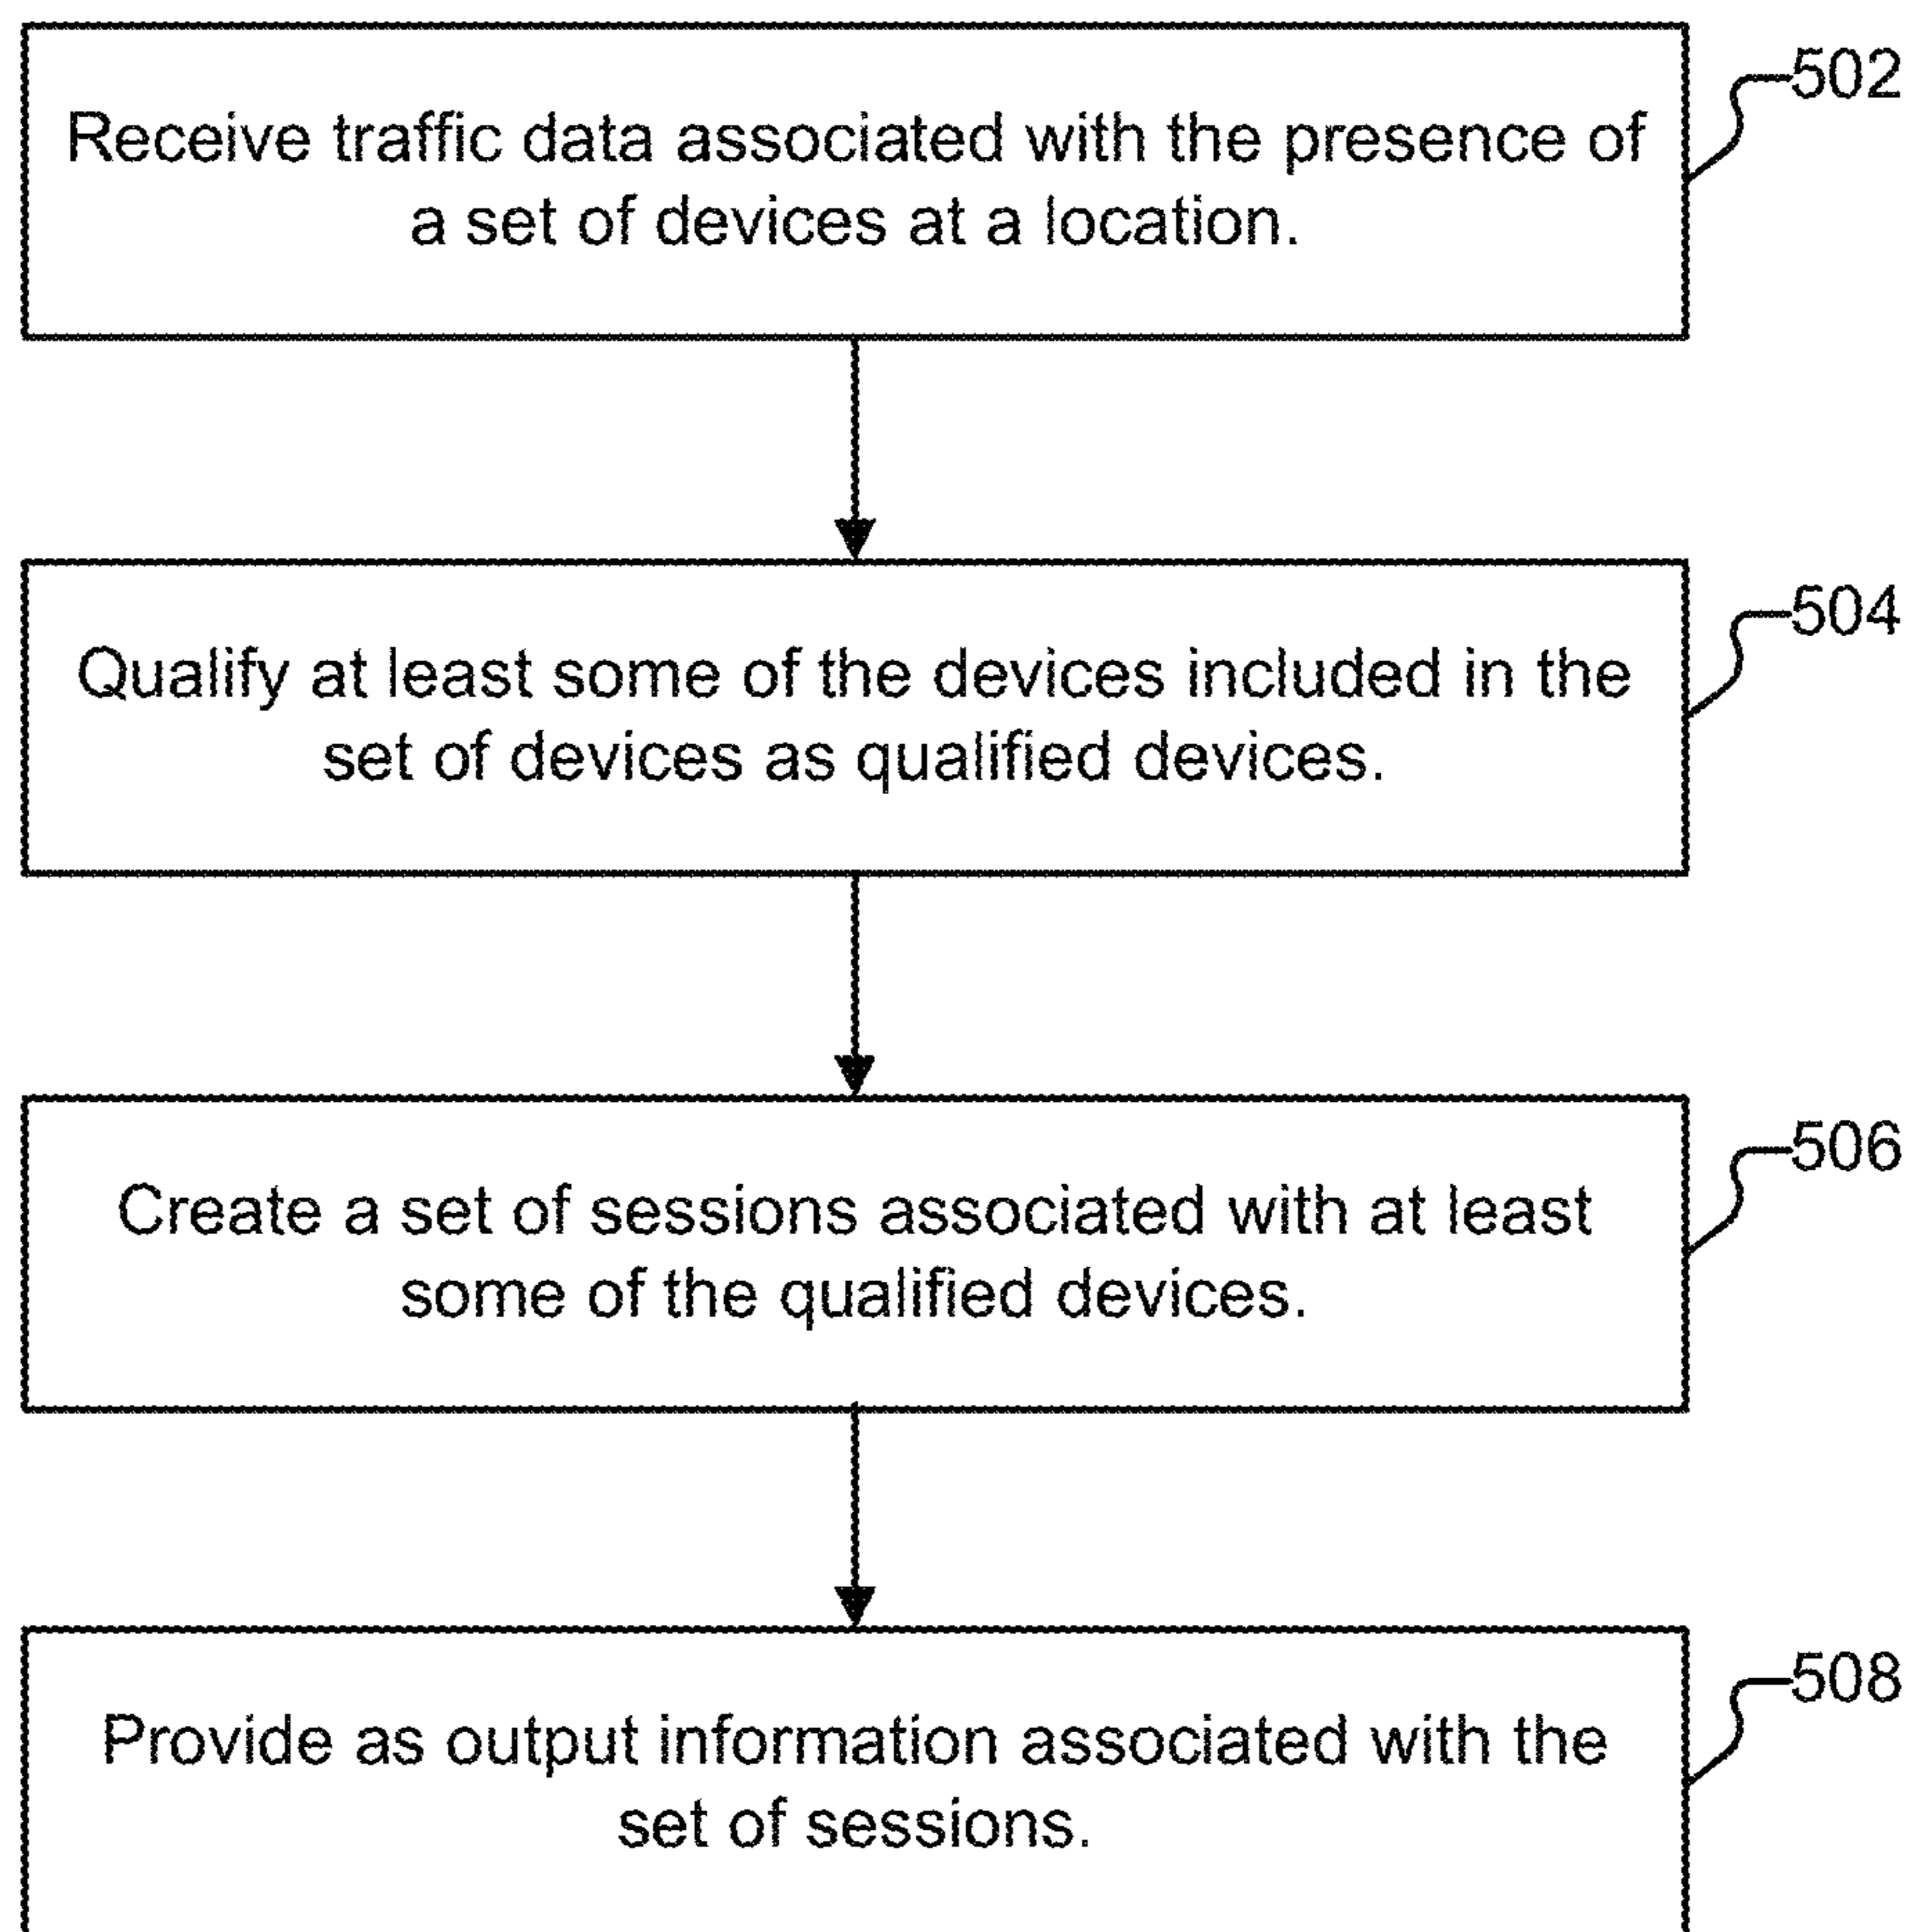 Receive traffic data associated with the presence of
a set of devices at a location.
502
Qualify at least some of the devices included in the
set of devices as qualified devices.
504
Create a set of sessions associated with at least
some of the qualified devices.
506
Provide as output information associated with the
set of sessions.
508